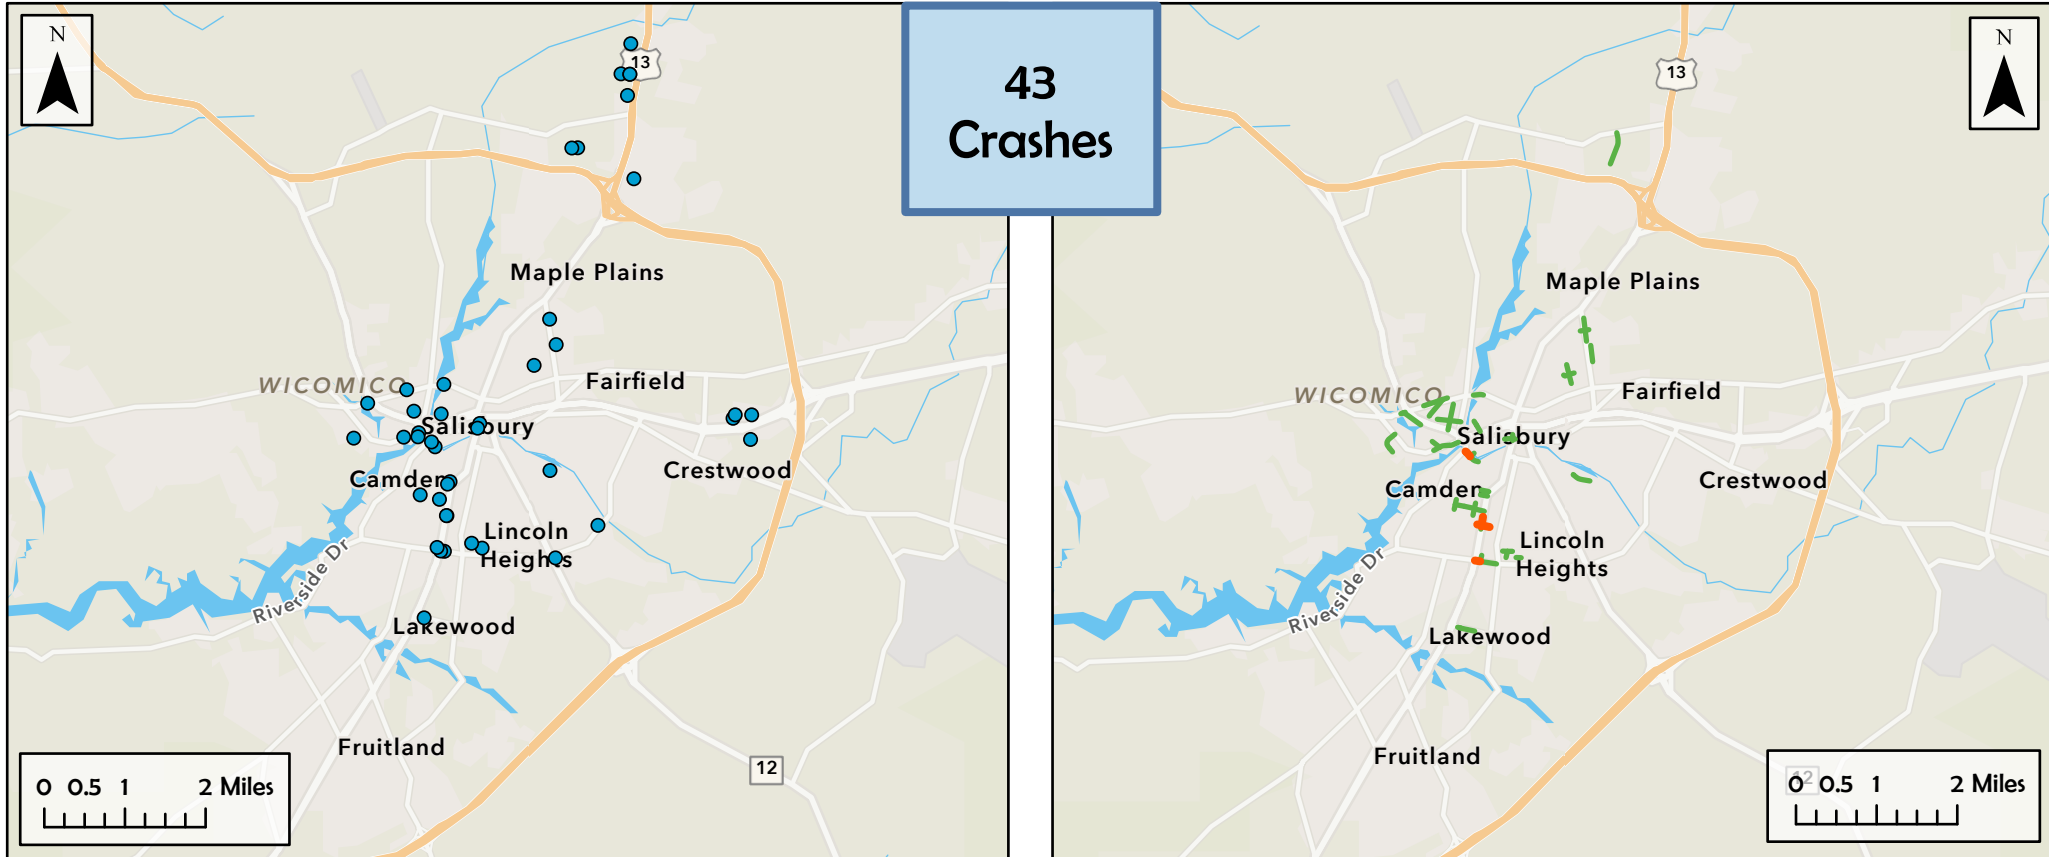 N
13
Maple Plains
WICOMICO
Fairfield
Salisbury
Camden
Crestwood
Lincoln
Heights
Riverside Dr
Lakewood
Fruitland
12
0 0.5 1 2 Miles
43
Crashes
N
13
Maple Plains
WICOMICO
Fairfield
Salisbury
Camden
Crestwood
Lincoln
Heights
Riverside Dr
Lakewood
Fruitland
12
0 0.5 1 2 Miles